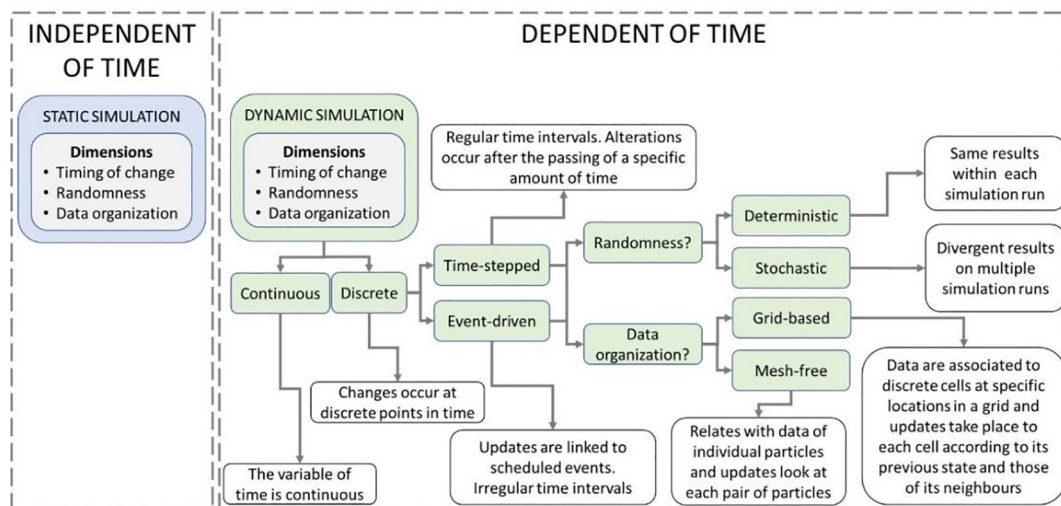 INDEPENDENT
OF TIME
STATIC SIMULATION
Dimensions
• Timing of change
• Randomness
• Data organization
DEPENDENT OF TIME
DYNAMIC SIMULATION
Dimensions
• Timing of change
• Randomness
• Data organization
Continuous
Discrete
The variable of
time is continuous
Changes occur at
discrete points in time
Time-stepped
Event-driven
Regular time intervals. Alterations
occur after the passing of a specific
amount of time
Updates are linked to
scheduled events.
Irregular time intervals
Randomness?
Data
organization?
Deterministic
Stochastic
Grid-based
Mesh-free
Same results
within each
simulation run
Divergent results
on multiple
simulation runs
Relates with data of
individual particles
and updates look at
each pair of particles
Data are associated to
discrete cells at specific
locations in a grid and
updates take place to
each cell according to its
previous state and those
of its neighbours